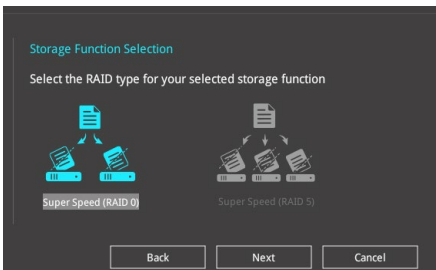 Storage Function Selection
Select the RAID type for your selected storage function
Super Speed (RAID 0)
Super Speed (RAID 5)
Back
Next
Cancel